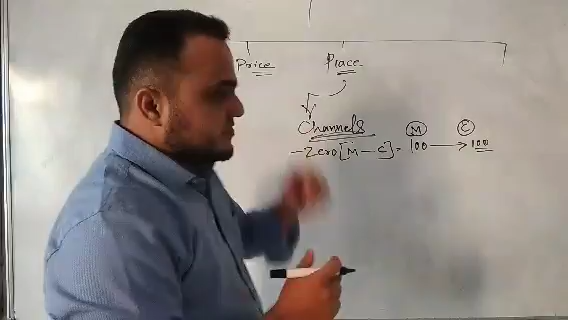 Price Place
Channels
(M) (C)
- Zero [M - C] - 100 → 100